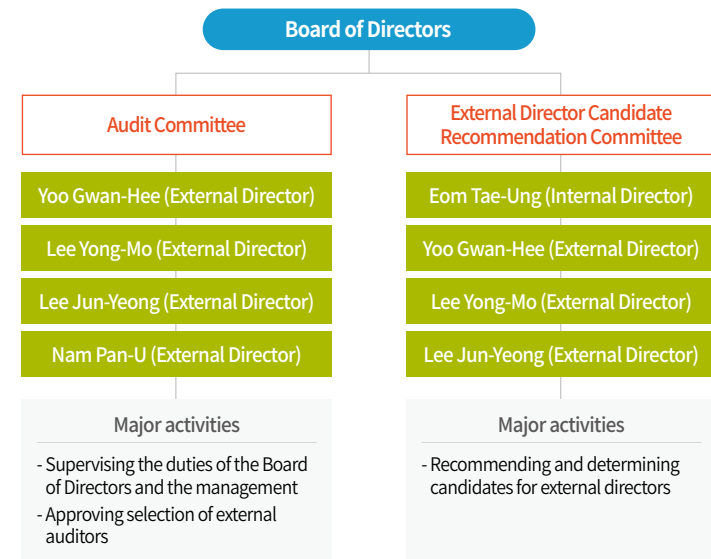 Board of Directors
Audit Committee
Yoo Gwan-Hee (External Director)
Lee Yong-Mo (External Director)
Lee Jun-Yeong (External Director)
Nam Pan-U (External Director)
Major activities
- Supervising the duties of the Board
of Directors and the management
- Approving selection of external
auditors
External Director Candidate
Recommendation Committee
Eom Tae-Ung (Internal Director)
Yoo Gwan-Hee (External Director)
Lee Yong-Mo (External Director)
Lee Jun-Yeong (External Director)
Major activities
- Recommending and determining
candidates for external directors